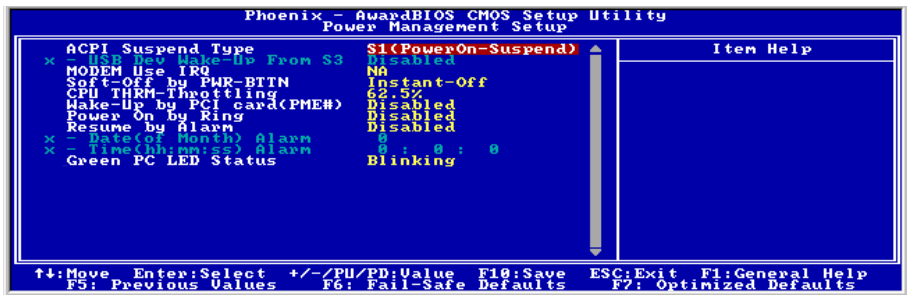 Phoenix - AwardBIOS CMOS Setup Utility
Power Management Setup
ACPI Suspend Type S1(PowerOn-Suspend) Item Help
x - USB Dev Wake-Up From S3 Disabled
MODEM Use IRQ NA
Soft-Off by PWR-BTTN Instant-Off
CPU THRM-Throttling 62.5%
Wake-Up by PCI card(PME#) Disabled
Power On by Ring Disabled
Resume by Alarm Disabled
x - Date(of Month) Alarm 0
x - Time(hh:mm:ss) Alarm 0 : 0 : 0
Green PC LED Status Blinking
↑↓:Move Enter:Select +/-/PU/PD:Value F10:Save ESC:Exit F1:General Help
F5: Previous Values F6: Fail-Safe Defaults F7: Optimized Defaults